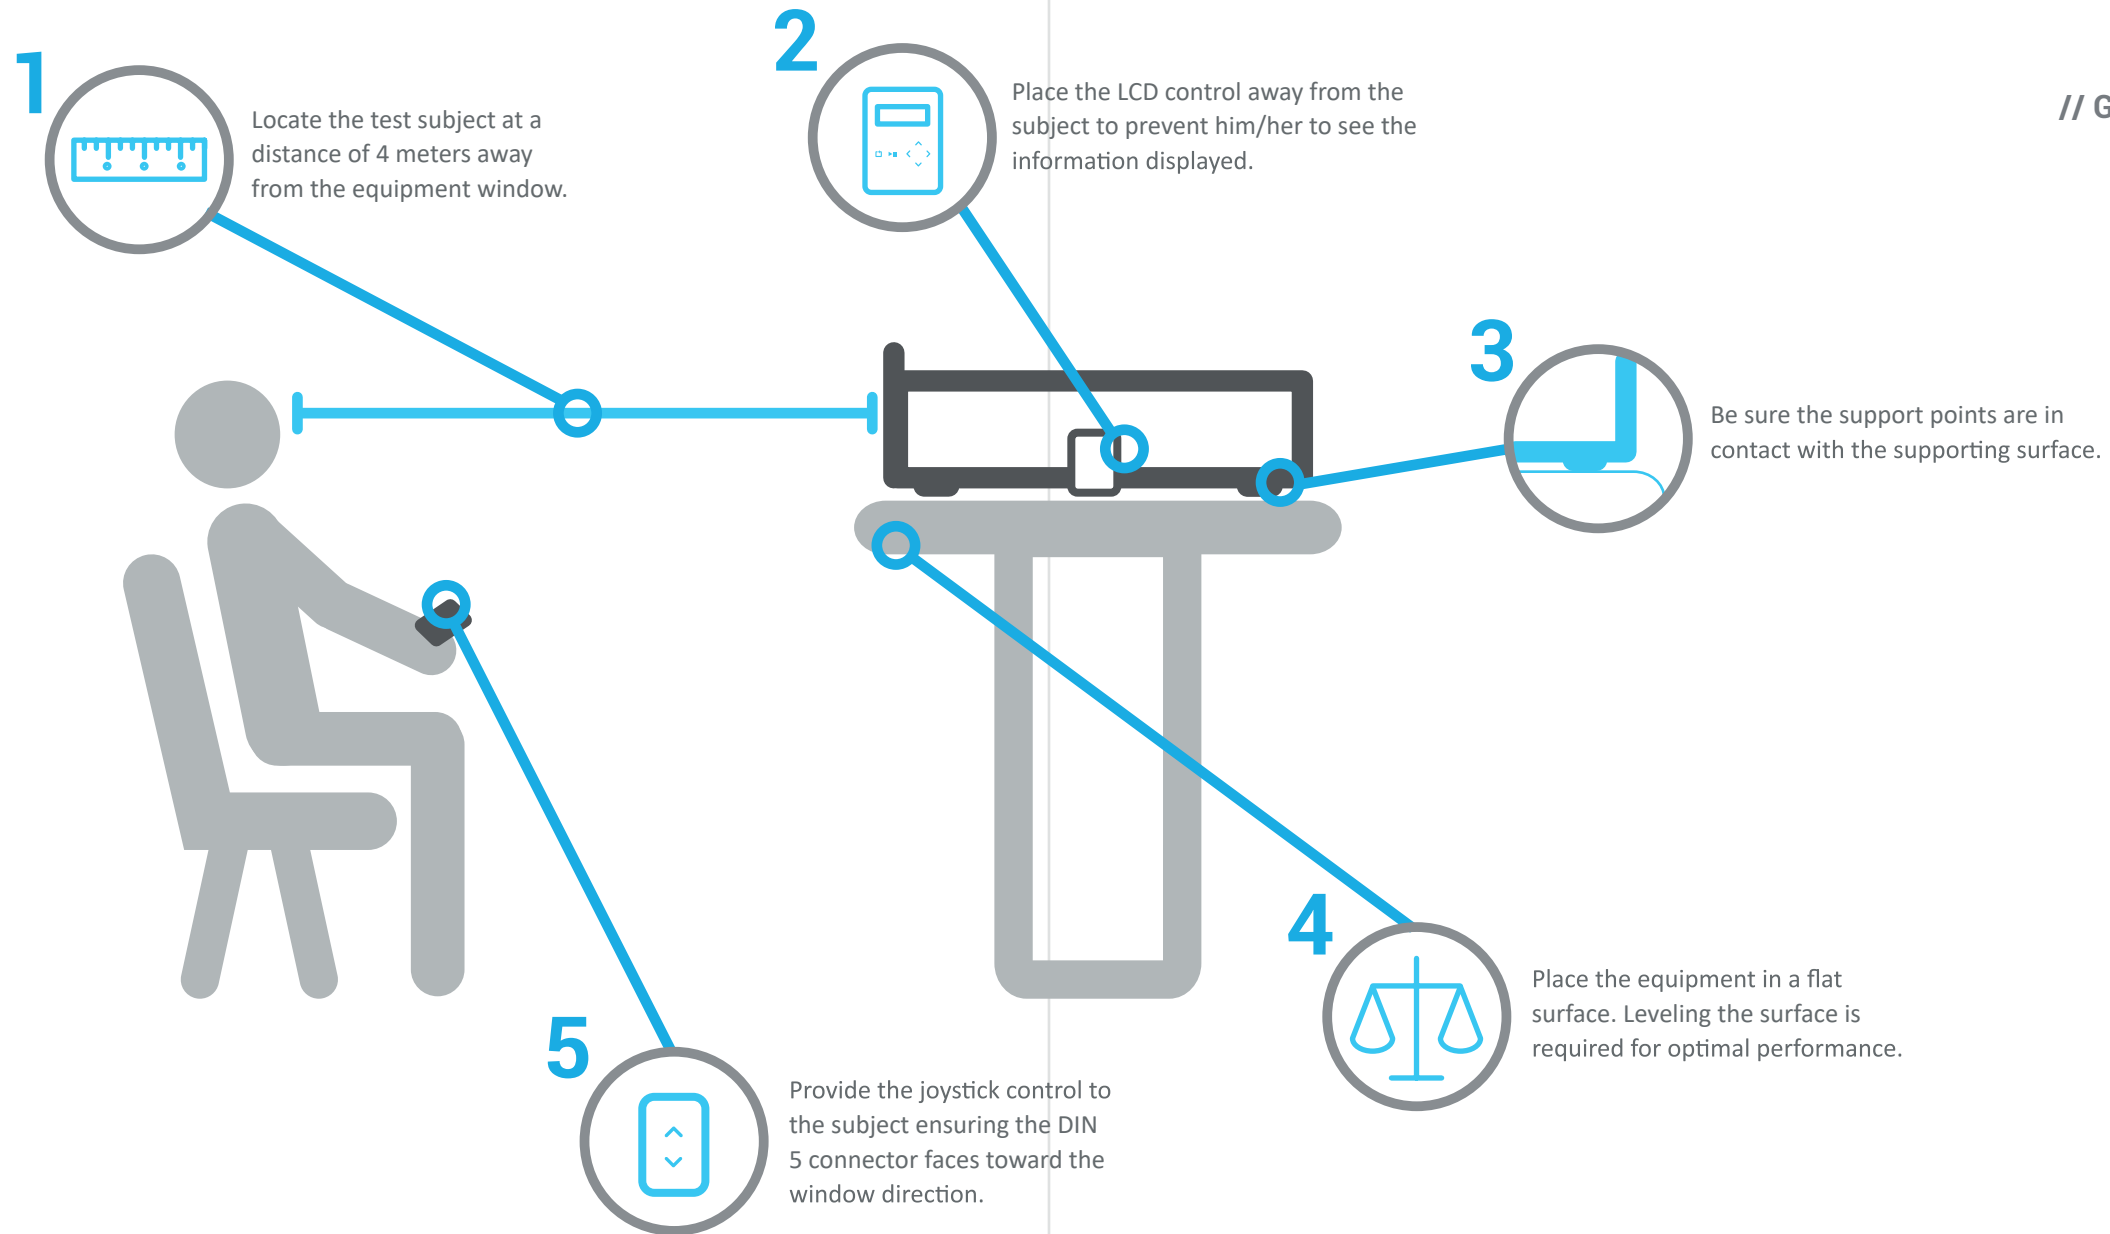 1
Locate the test subject at a
distance of 4 meters away
from the equipment window.
2
Place the LCD control away from the
subject to prevent him/her to see the
information displayed.
// G
3
Be sure the support points are in
contact with the supporting surface.
4
Place the equipment in a flat
surface. Leveling the surface is
required for optimal performance.
5
Provide the joystick control to
the subject ensuring the DIN
5 connector faces toward the
window direction.